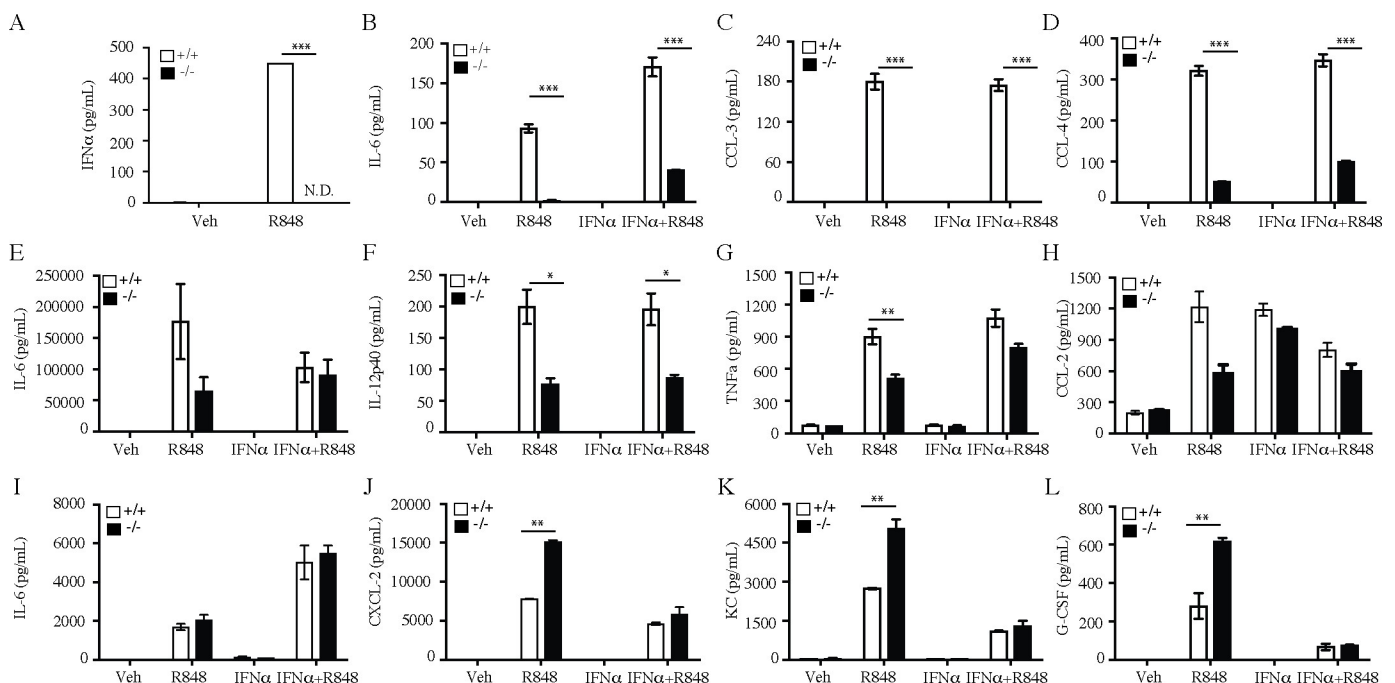 A
IFNα (pg/mL)
500
400
300
200
100
0
+/+
-/-
***
N.D.
Veh R848
B
IL-6 (pg/mL)
200
150
100
50
0
+/+
-/-
***
***
R848 IFNα IFNα+R848
C
CCL-3 (pg/mL)
240
180
120
60
0
+/+
-/-
***
***
Veh R848 IFNα IFNα+R848
D
CCL-4 (pg/mL)
400
300
200
100
0
+/+
-/-
***
***
Veh R848 IFNα IFNα+R848
E
IL-6 (pg/mL)
250000
200000
150000
100000
50000
0
+/+
-/-
Veh R848 IFNα IFNα+R848
F
IL-12p40 (pg/mL)
250
200
150
100
50
0
+/+
-/-
*
*
Veh R848 IFNα IFNα+R848
G
TNFa (pg/ml)
1500
1200
900
600
300
0
+/+
-/-
**
Veh R848 IFNα IFNα+R848
H
CCL-2 (pg/mL)
1500
1200
900
600
300
0
+/+
-/-
Veh R848 IFNα IFNα+R848
I
IL-6 (pg/mL)
8000
6000
4000
2000
0
+/+
-/-
Veh R848 IFNα IFNα+R848
J
CXCL-2 (pg/mL)
20000
15000
10000
5000
0
+/+
-/-
**
Veh R848 IFNα IFNα+R848
K
KC (pg/mL)
6000
4500
3000
1500
0
+/+
-/-
**
Veh R848 IFNα IFNα+R848
L
G-CSF (pg/mL)
800
600
400
200
0
+/+
-/-
**
Veh R848 IFNα IFNα+R848